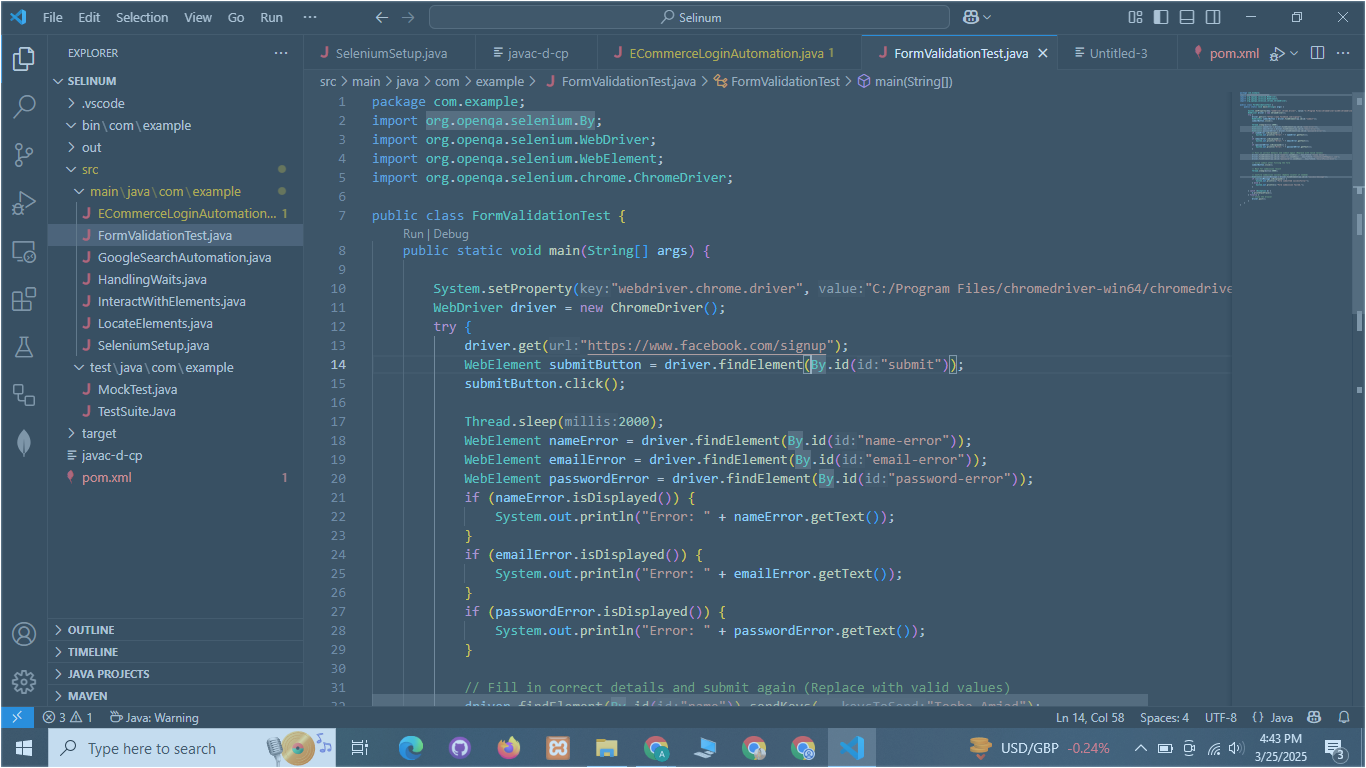 File Edit Selection View Go Run ··· Selinum
EXPLORER ···
SeleniumSetup.java javac-d-cp ECommerceLoginAutomation.java 1 FormValidationTest.java Untitled-3 pom.xml
SELINUM
.vscode
bin\com\example
out
src
main\java\com\example
ECommerceLoginAutomation... 1
FormValidationTest.java
GoogleSearchAutomation.java
HandlingWaits.java
InteractWithElements.java
LocateElements.java
SeleniumSetup.java
test\java\com\example
MockTest.java
TestSuite.Java
target
javac-d-cp
pom.xml 1
OUTLINE
TIMELINE
JAVA PROJECTS
MAVEN
src > main > java > com > example > FormValidationTest.java > FormValidationTest > main(String[])
1 package com.example;
2 import org.openqa.selenium.By;
3 import org.openqa.selenium.WebDriver;
4 import org.openqa.selenium.WebElement;
5 import org.openqa.selenium.chrome.ChromeDriver;
6
7 public class FormValidationTest {
Run | Debug
8 public static void main(String[] args) {
9
10 System.setProperty(key:"webdriver.chrome.driver", value:"C:/Program Files/chromedriver-win64/chromedrive
11 WebDriver driver = new ChromeDriver();
12 try {
13 driver.get(url:"https://www.facebook.com/signup");
14 WebElement submitButton = driver.findElement(By.id(id:"submit"));
15 submitButton.click();
16
17 Thread.sleep(millis:2000);
18 WebElement nameError = driver.findElement(By.id(id:"name-error"));
19 WebElement emailError = driver.findElement(By.id(id:"email-error"));
20 WebElement passwordError = driver.findElement(By.id(id:"password-error"));
21 if (nameError.isDisplayed()) {
22 System.out.println("Error: " + nameError.getText());
23 }
24 if (emailError.isDisplayed()) {
25 System.out.println("Error: " + emailError.getText());
26 }
27 if (passwordError.isDisplayed()) {
28 System.out.println("Error: " + passwordError.getText());
29 }
30
31 // Fill in correct details and submit again (Replace with valid values)
3 1 Java: Warning Ln 14, Col 58 Spaces: 4 UTF-8 {} Java
Type here to search USD/GBP -0.24% 4:43 PM
3/25/2025 3